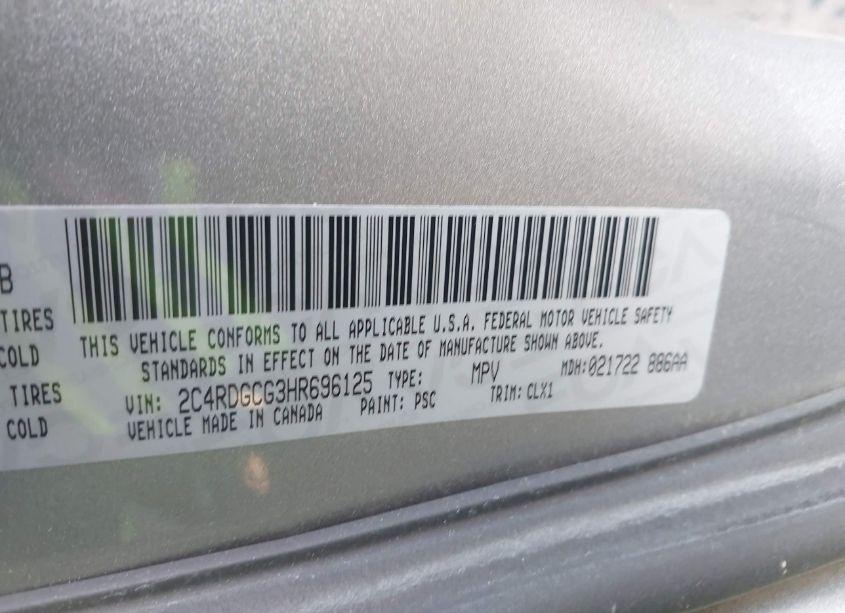 B
TIRES
COLD
TIRES
COLD
THIS VEHICLE CONFORMS TO ALL APPLICABLE U.S.A. FEDERAL MOTOR VEHICLE SAFETY
STANDARDS IN EFFECT ON THE DATE OF MANUFACTURE SHOWN ABOVE.
VIN: 2C4RDGCG3HR696125 TYPE: MPV MDH:021722 886AA
VEHICLE MADE IN CANADA PAINT: PSC TRIM: CLX1